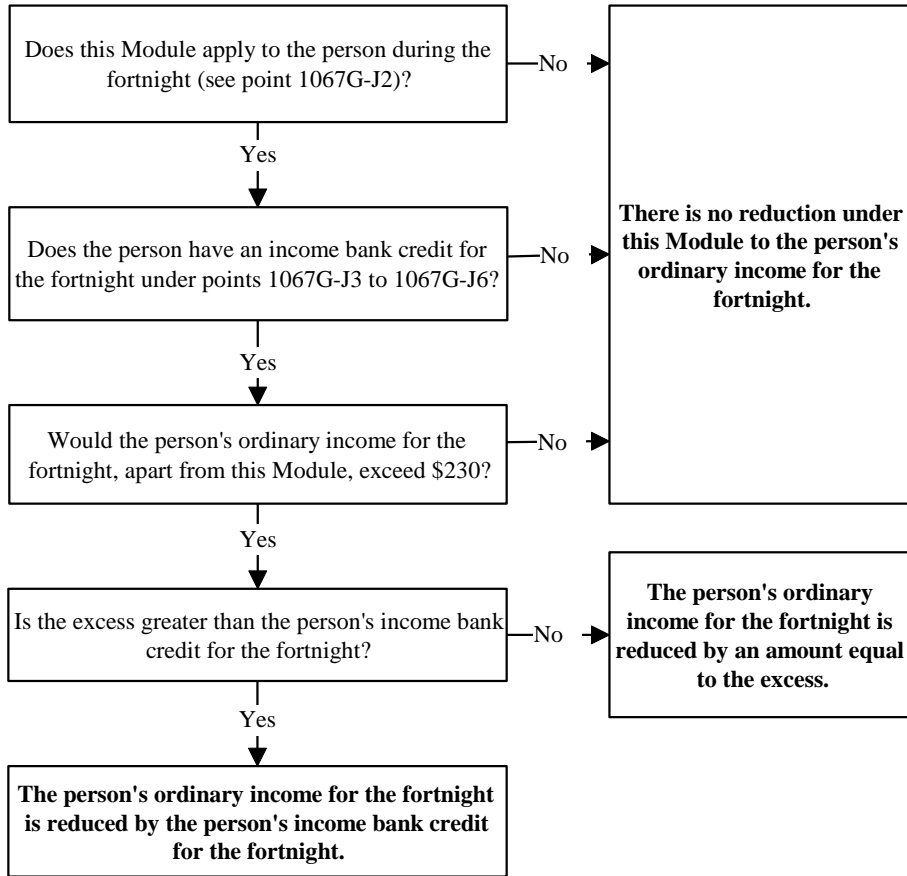 Does this Module apply to the person during the
fortnight (see point 1067G-J2)?
No
Yes
Does the person have an income bank credit for
the fortnight under points 1067G-J3 to 1067G-J6?
No
There is no reduction under
this Module to the person's
ordinary income for the
fortnight.
Yes
Would the person's ordinary income for the
fortnight, apart from this Module, exceed $230?
No
Yes
Is the excess greater than the person's income bank
credit for the fortnight?
No
The person's ordinary
income for the fortnight is
reduced by an amount equal
to the excess.
Yes
The person's ordinary income for the fortnight
is reduced by the person's income bank credit
for the fortnight.